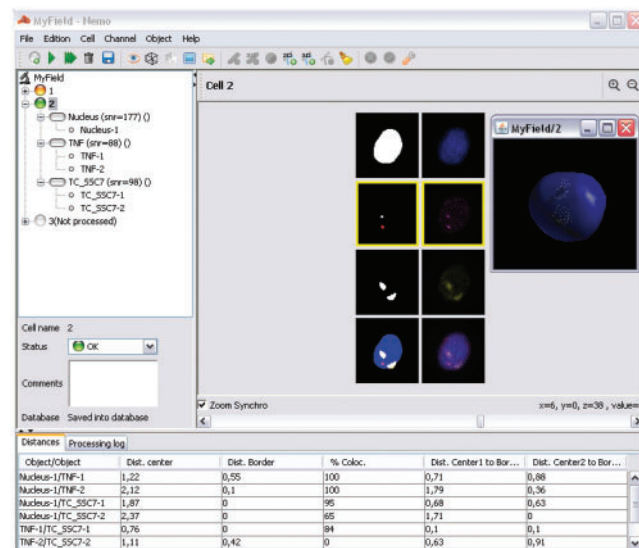 MyField - Nemo
File Edition Cell Channel Object Help
MyField
1
2
Nucleus (snr=177) ()
Nucleus-1
TNF (snr=88) ()
TNF-1
TNF-2
TC_SSC7 (snr=98) ()
TC_SSC7-1
TC_SSC7-2
3(Not processed)
Cell name 2
Status OK
Comments
Database Saved into database
Cell 2
MyField/2
Zoom Synchro
x=6, y=0, z=38 , value=
Distances Processing log
Object/Object Dist. center Dist. Border % Coloc. Dist. Center1 to Bor... Dist. Center2 to Bor...
Nucleus-1/TNF-1 1,22 0,55 100 0,71 0,88
Nucleus-1/TNF-2 2,12 0,1 100 1,79 0,36
Nucleus-1/TC_SSC7-1 1,87 0 95 0,68 0,63
Nucleus-1/TC_SSC7-2 2,37 0 65 1,71 0
TNF-1/TC_SSC7-1 0,76 0 84 0,1 0,1
TNF-2/TC_SSC7-2 1,11 0,42 0 0,63 0,91